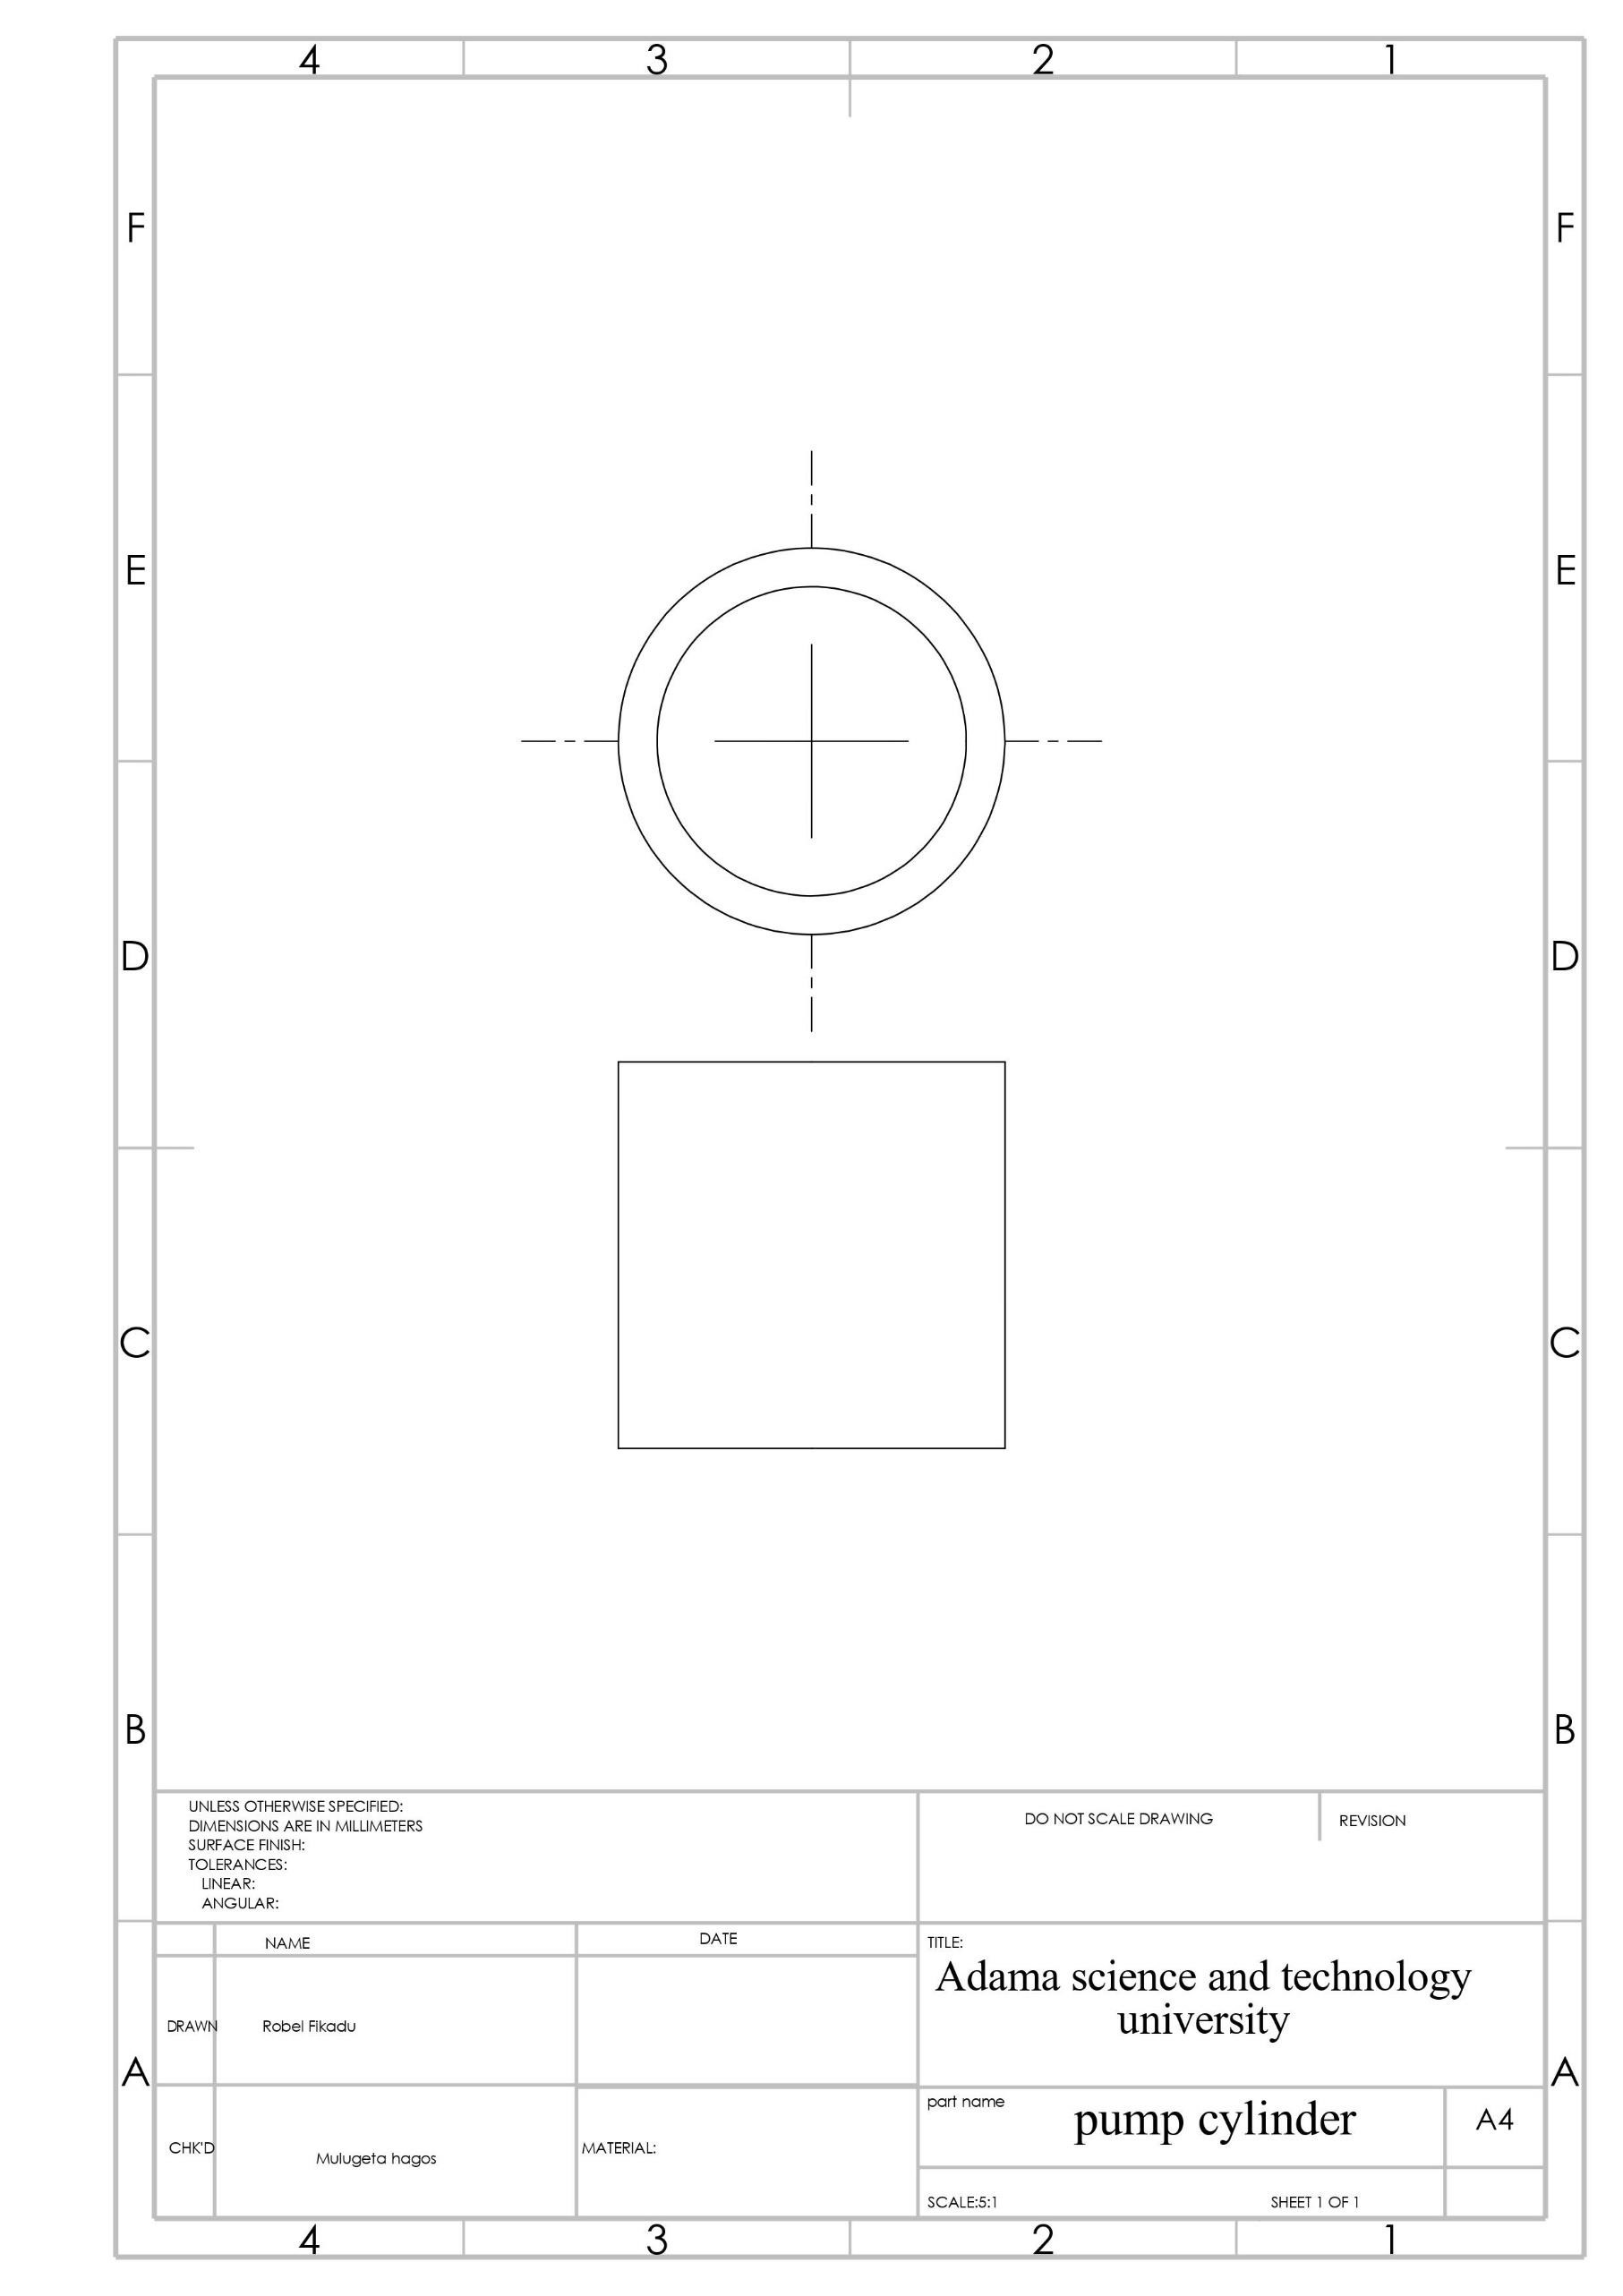 4 3 2 1
F F
E E
D D
C C
B B
UNLESS OTHERWISE SPECIFIED:
DIMENSIONS ARE IN MILLIMETERS
SURFACE FINISH:
TOLERANCES:
LINEAR:
ANGULAR:
DO NOT SCALE DRAWING
REVISION
NAME
DATE
TITLE:
Adama science and technology
university
DRAWN Robel Fikadu
A A
part name
pump cylinder
A4
CHK'D Mulugeta hagos
MATERIAL:
SCALE:5:1
SHEET 1 OF 1
4 3 2 1